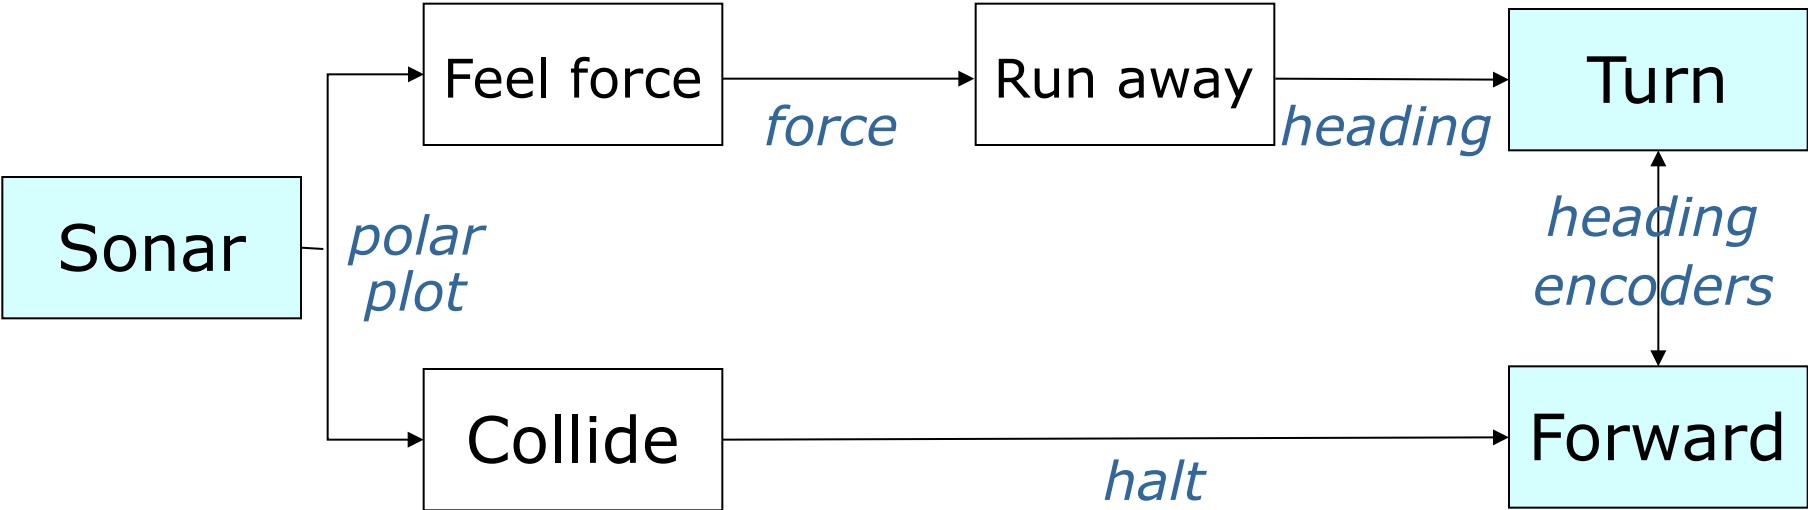 Feel force
Run away
Turn
force
heading
Sonar
polar
plot
heading
encoders
Collide
Forward
halt